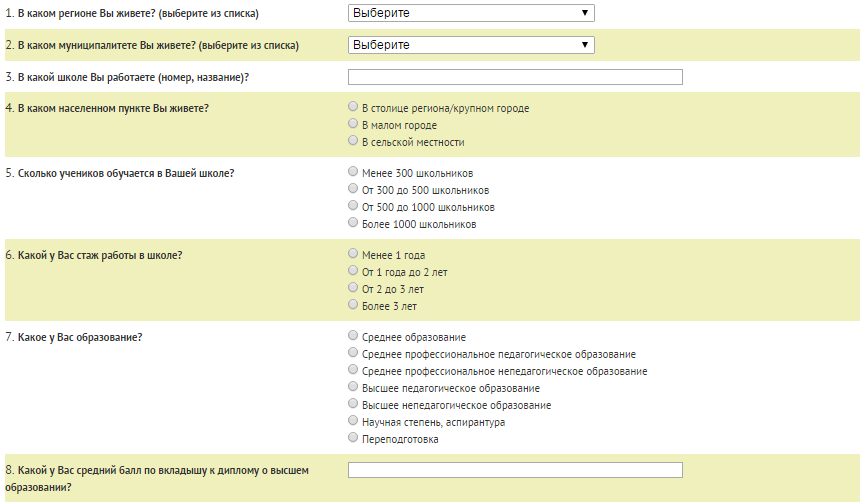 1. В каком регионе Вы живете? (выберите из списка) Выберите
2. В каком муниципалитете Вы живете? (выберите из списка) Выберите
3. В какой школе Вы работаете (номер, название)?
4. В каком населенном пункте Вы живете? В столице региона/крупном городе
В малом городе
В сельской местности
5. Сколько учеников обучается в Вашей школе? Менее 300 школьников
От 300 до 500 школьников
От 500 до 1000 школьников
Более 1000 школьников
6. Какой у Вас стаж работы в школе? Менее 1 года
От 1 года до 2 лет
От 2 до 3 лет
Более 3 лет
7. Какое у Вас образование? Среднее образование
Среднее профессиональное педагогическое образование
Среднее профессиональное непедагогическое образование
Высшее педагогическое образование
Высшее непедагогическое образование
Научная степень, аспирантура
Переподготовка
8. Какой у Вас средний балл по вкладышу к диплому о высшем
образовании?